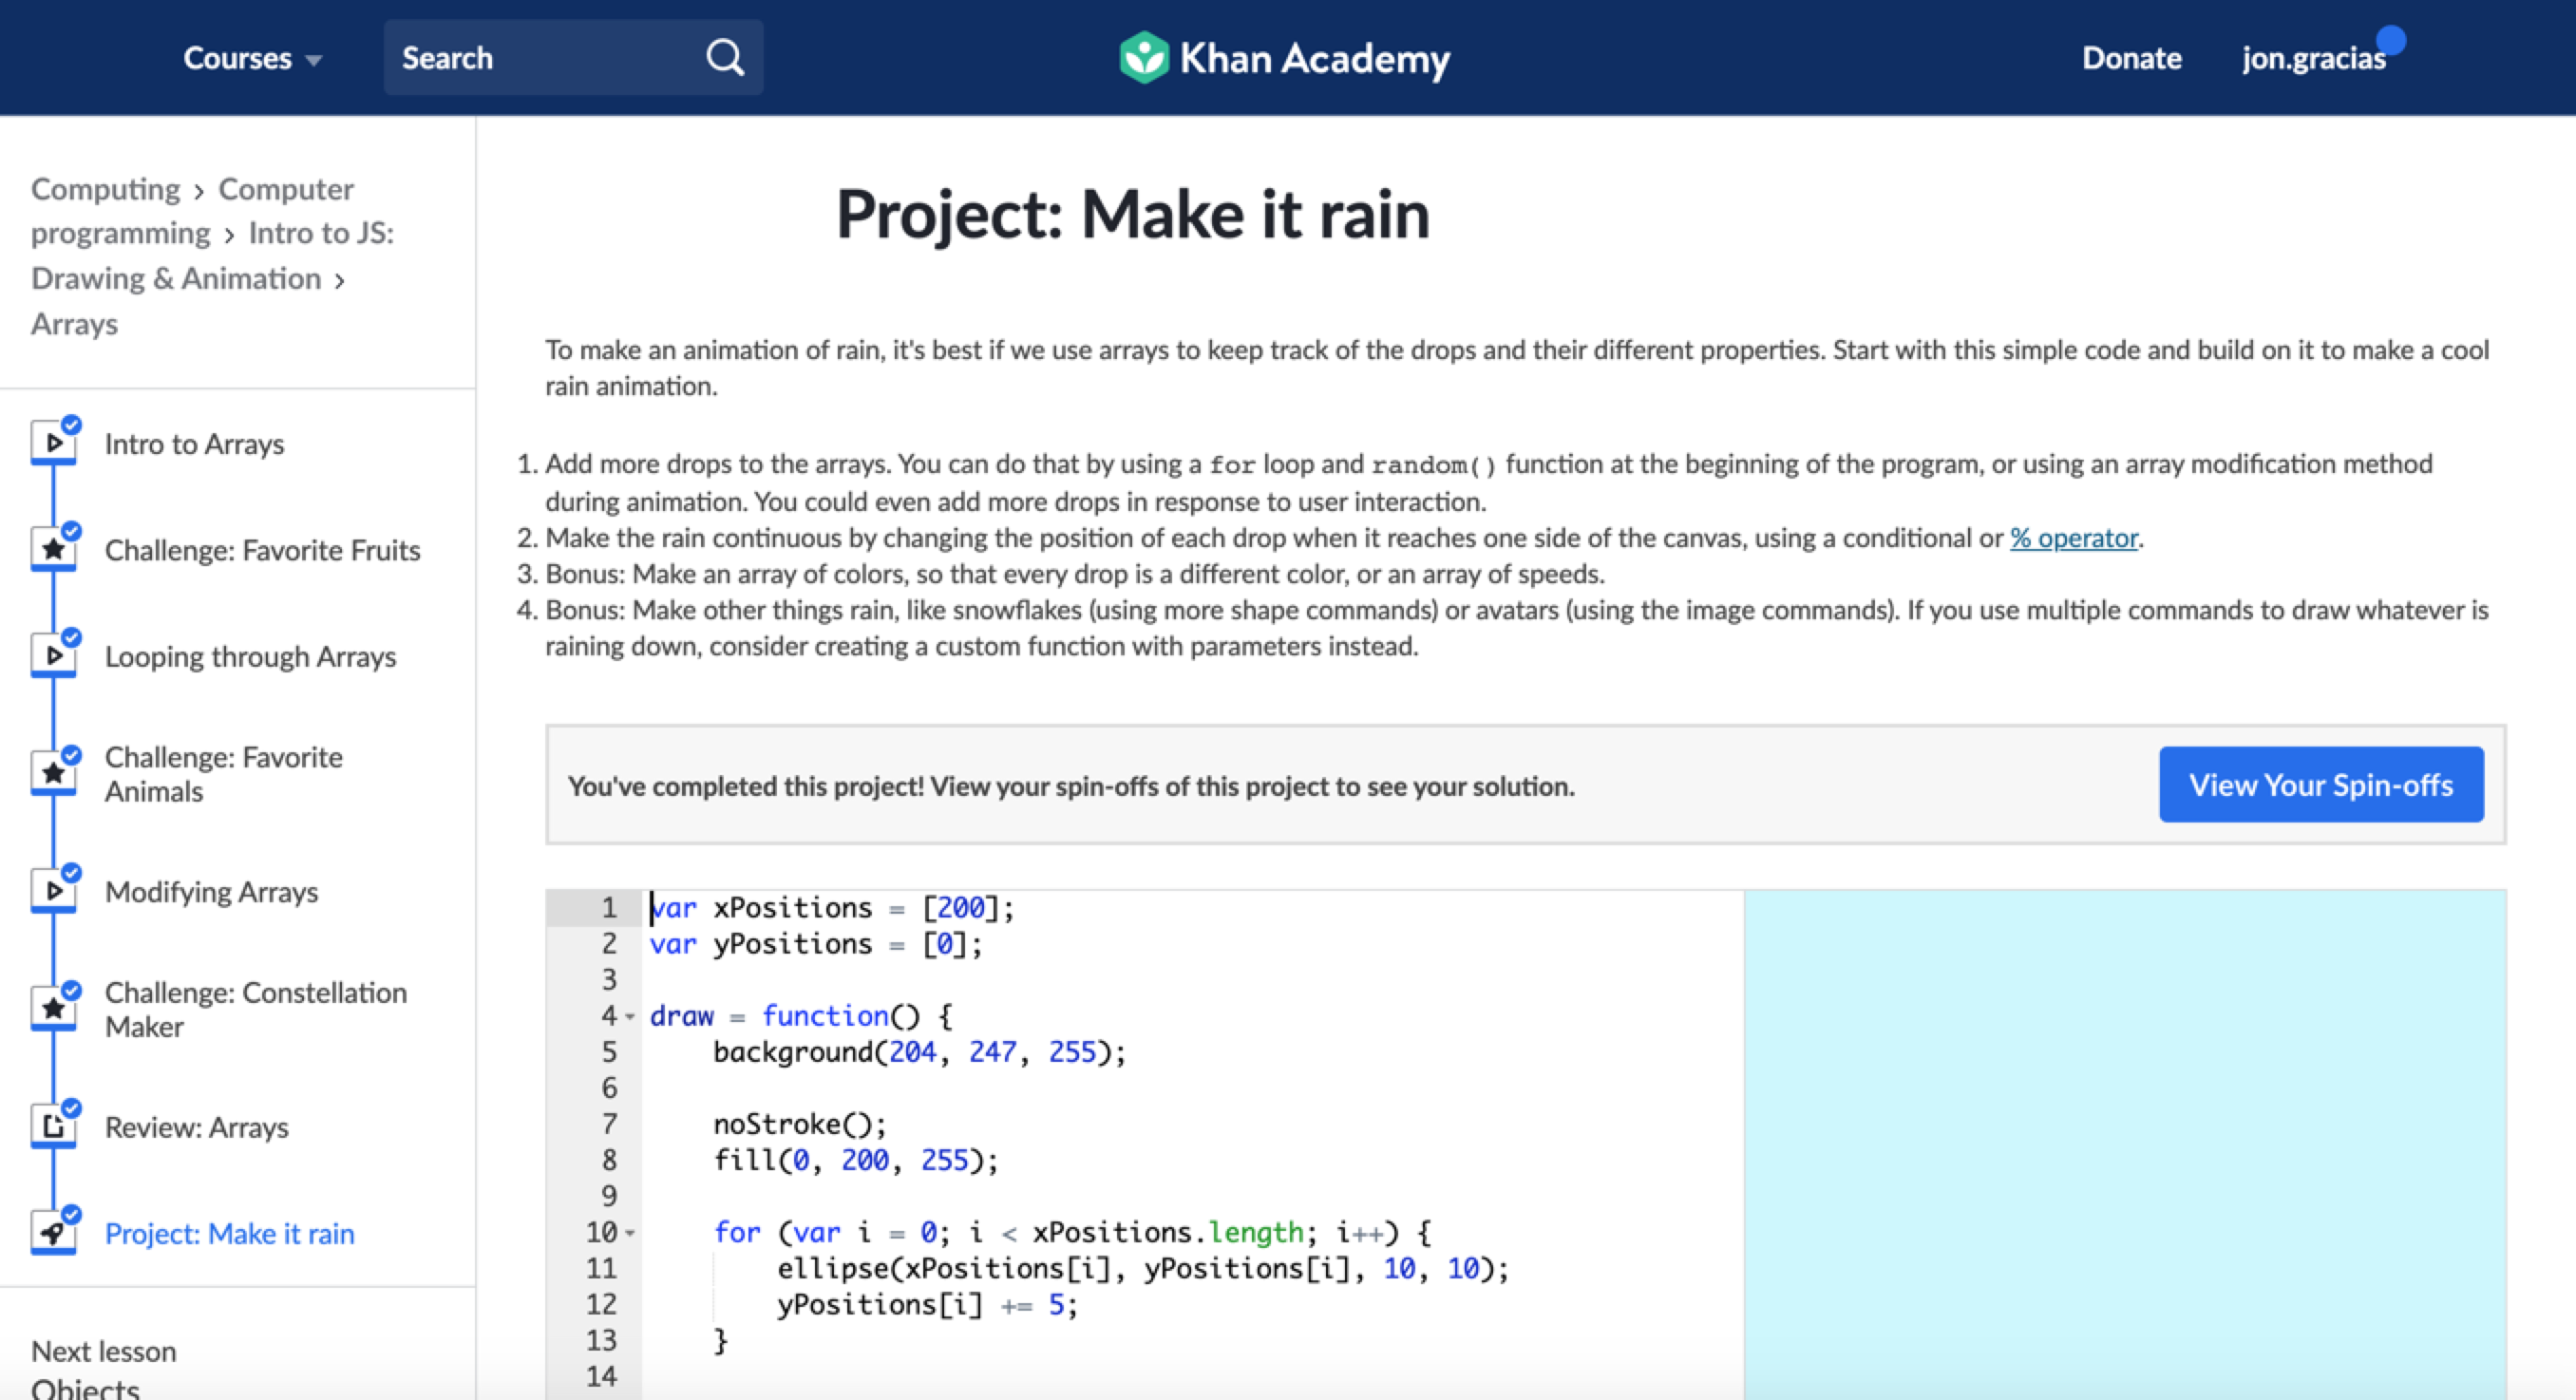 Courses
Search
Khan Academy
Donate
jon.gracias
Computing › Computer
programming › Intro to JS:
Drawing & Animation ›
Arrays
Intro to Arrays
Challenge: Favorite Fruits
Looping through Arrays
Challenge: Favorite
Animals
Modifying Arrays
Challenge: Constellation
Maker
Review: Arrays
Project: Make it rain
Next lesson
Objects
Project: Make it rain
To make an animation of rain, it's best if we use arrays to keep track of the drops and their different properties. Start with this simple code and build on it to make a cool
rain animation.
1. Add more drops to the arrays. You can do that by using a for loop and random() function at the beginning of the program, or using an array modification method
during animation. You could even add more drops in response to user interaction.
2. Make the rain continuous by changing the position of each drop when it reaches one side of the canvas, using a conditional or % operator.
3. Bonus: Make an array of colors, so that every drop is a different color, or an array of speeds.
4. Bonus: Make other things rain, like snowflakes (using more shape commands) or avatars (using the image commands). If you use multiple commands to draw whatever is
raining down, consider creating a custom function with parameters instead.
You've completed this project! View your spin-offs of this project to see your solution.
View Your Spin-offs
1 var xPositions = [200];
2 var yPositions = [0];
3
4 draw = function() {
5 background(204, 247, 255);
6
7 noStroke();
8 fill(0, 200, 255);
9
10 for (var i = 0; i < xPositions.length; i++) {
11 ellipse(xPositions[i], yPositions[i], 10, 10);
12 yPositions[i] += 5;
13 }
14